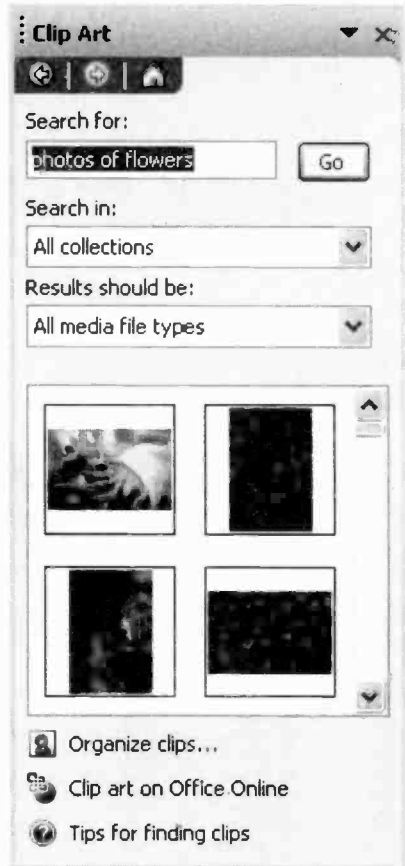 Clip Art
Search for:
photos of flowers
Go
Search in:
All collections
Results should be:
All media file types
Organize clips...
Clip art on Office Online
Tips for finding clips